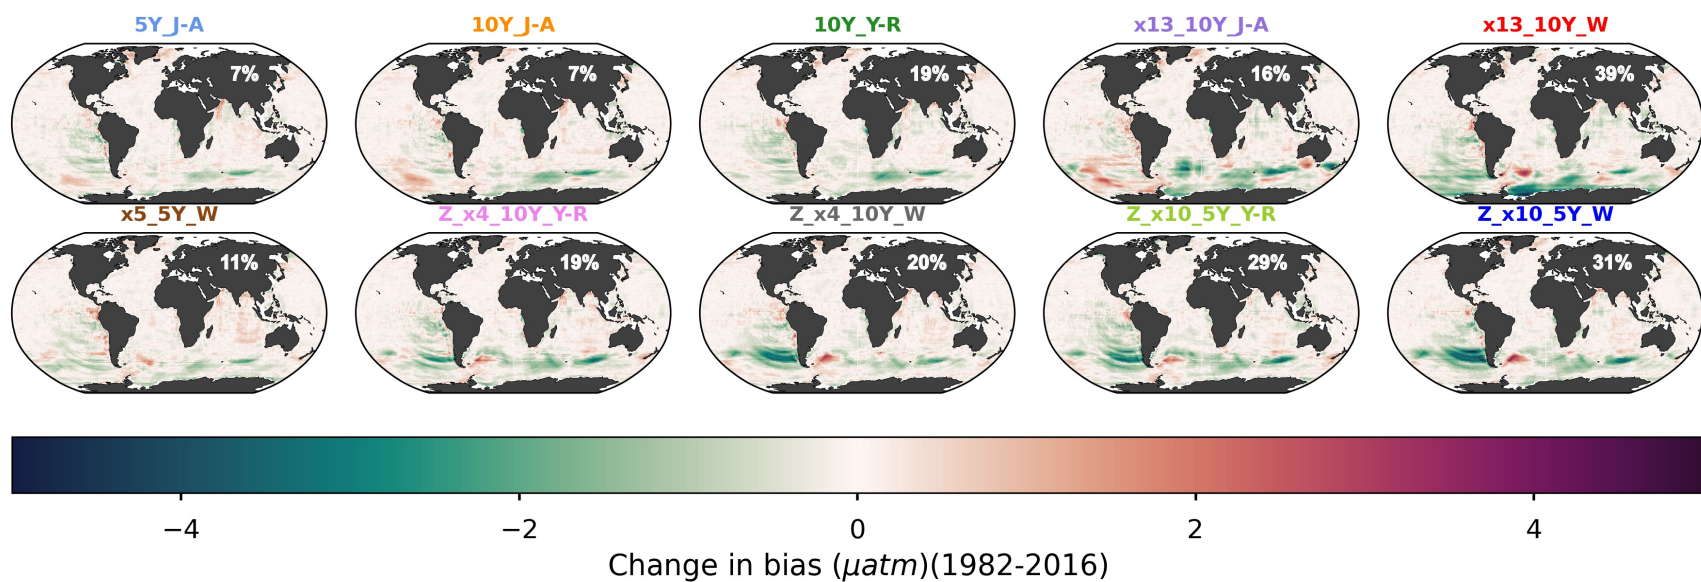 5Y_J-A 10Y_J-A 10Y_Y-R x13_10Y_J-A x13_10Y_W
7% 7% 19% 16% 39%
x5_5Y_W Z_x4_10Y_Y-R Z_x4_10Y_W Z_x10_5Y_Y-R Z_x10_5Y_W
11% 19% 20% 29% 31%
−4 −2 0 2 4
Change in bias (μatm)(1982-2016)